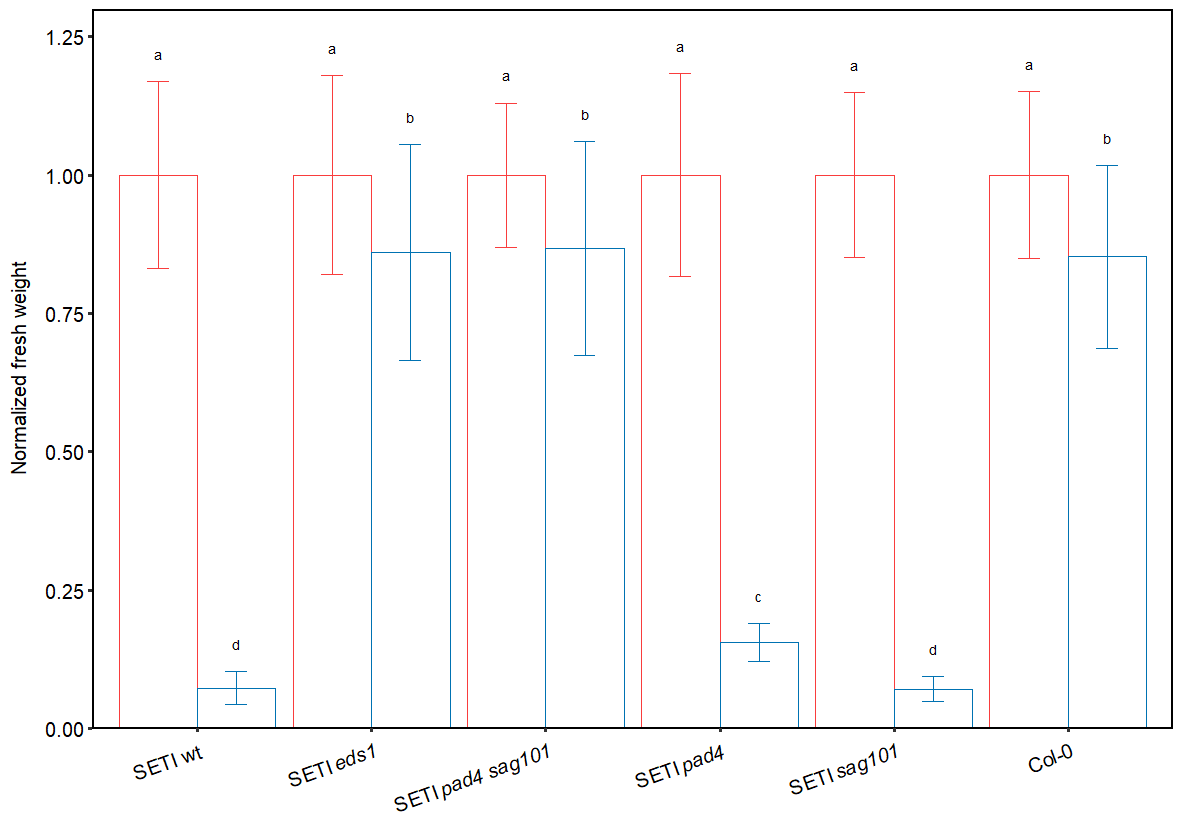 Normalized fresh weight
1.25
1.00
0.75
0.50
0.25
0.00
a
d
a
b
a
b
a
c
a
d
a
b
SETI wt
SETI eds1
SETI pad4 sag101
SETI pad4
SETI sag101
Col-0